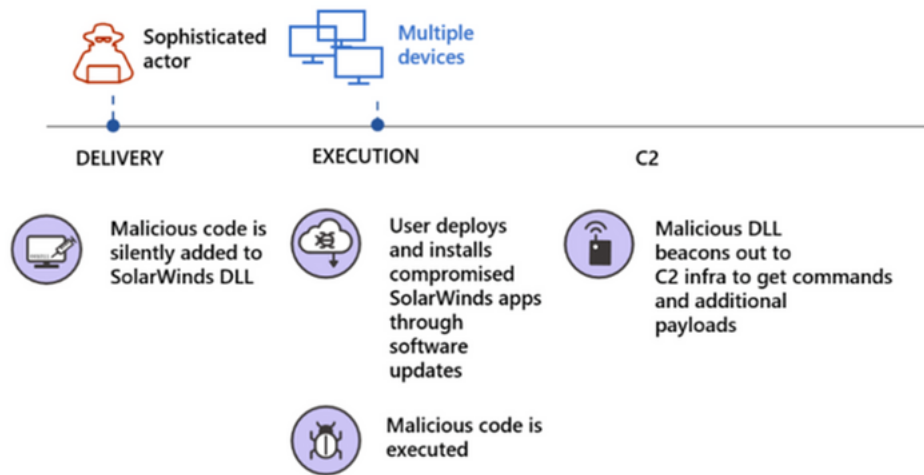 Sophisticated
actor
Multiple
devices
DELIVERY
EXECUTION
C2
Malicious code is
silently added to
SolarWinds DLL
User deploys
and installs
compromised
SolarWinds apps
through
software
updates
Malicious DLL
beacons out to
C2 infra to get commands
and additional
payloads
Malicious code is
executed